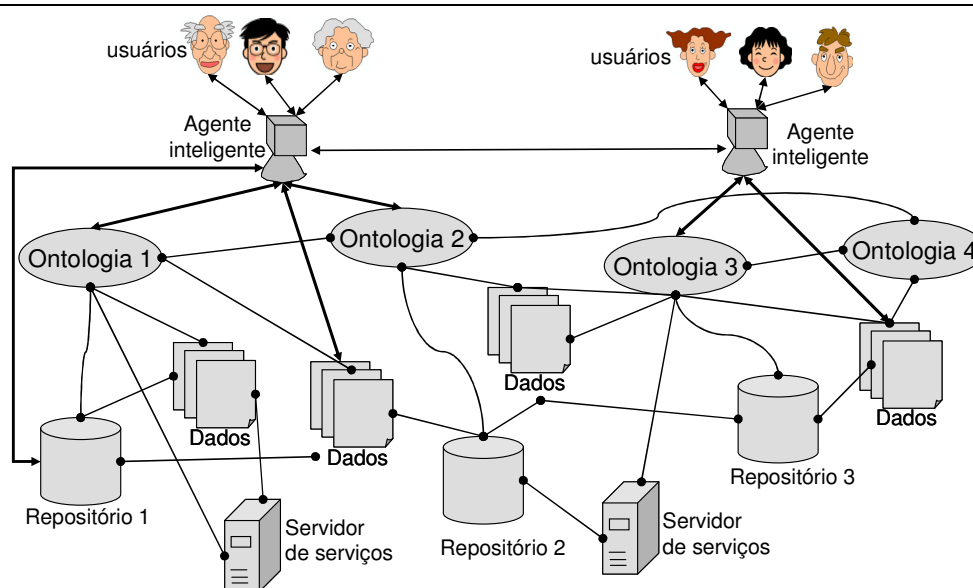 usuários
usuários
Agente
inteligente
Agente
inteligente
Ontologia 1
Ontologia 2
Ontologia 3
Ontologia 4
Dados
Dados
Dados
Dados
Repositório 1
Servidor
de serviços
Repositório 2
Servidor
de serviços
Repositório 3